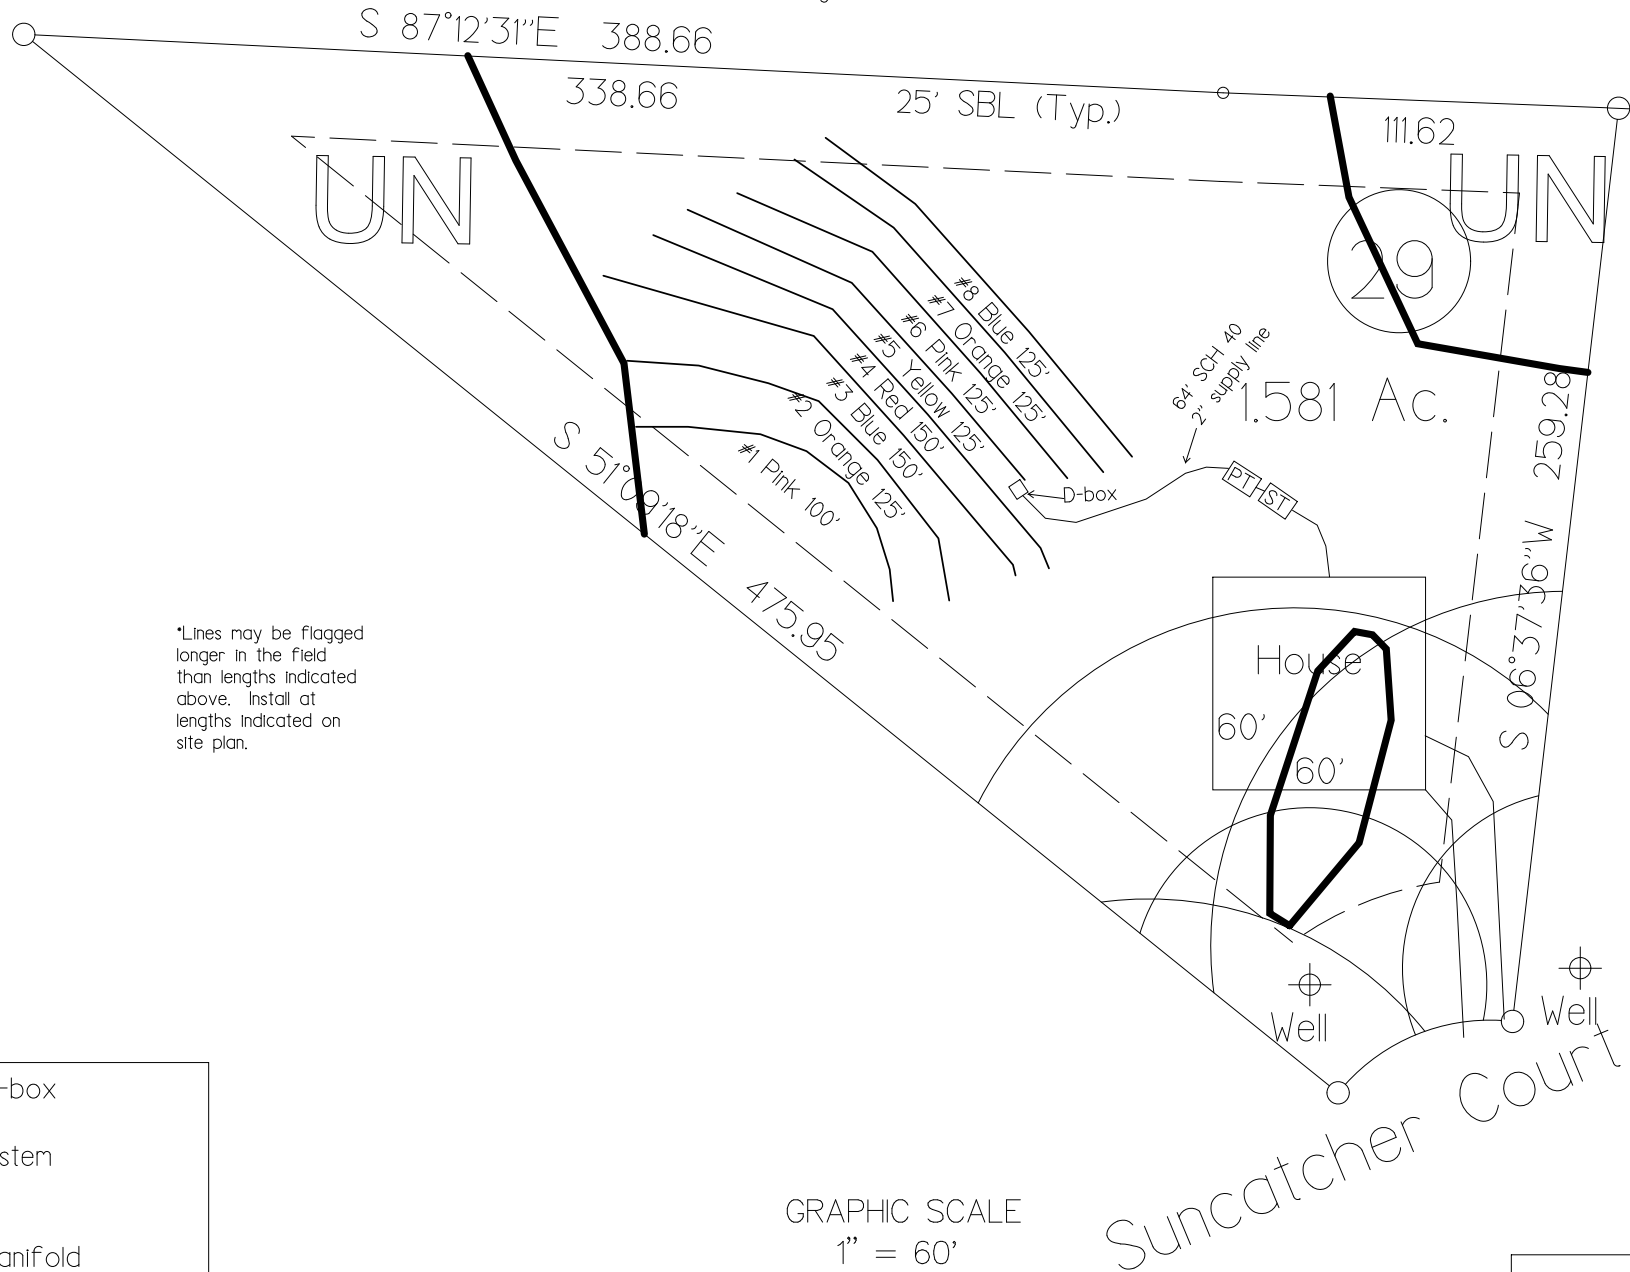 S 87°12'31"E 388.66
338.66
25' SBL (Typ.)
111.62
UN
UN
29
#8 Blue 125'
#7 Orange 125'
#6 Pink 125'
#5 Yellow 125'
#4 Red 150'
#3 Blue 150'
#2 Orange 125'
#1 Pink 100'
64' SCH 40
2" supply line
1.581 Ac.
D-box
PT
ST
S 51°09'18"E 475.95
S 06°37'36"W 259.28
*Lines may be flagged
longer in the field
than lengths indicated
above. Install at
lengths indicated on
site plan.
House
60'
60'
Well
Well
Suncatcher Court
-box
stem
anifold
GRAPHIC SCALE
1" = 60'